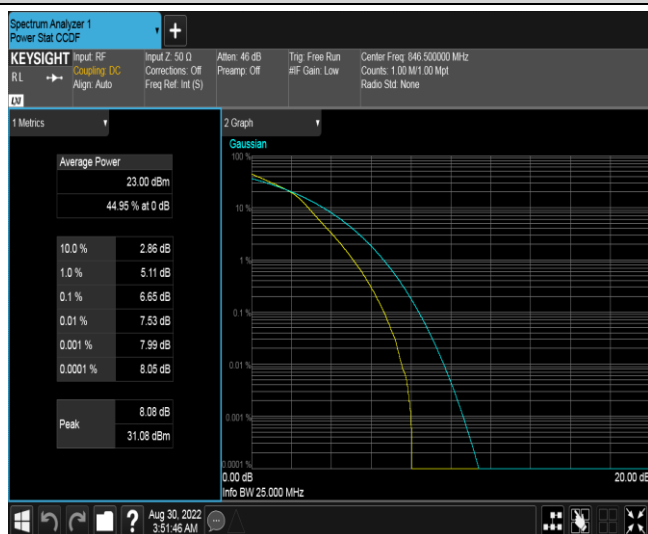 Spectrum Analyzer 1
Power Stat CCDF
+
KEYSIGHT
RL
LXI
Input: RF
Coupling: DC
Align: Auto
Input Z: 50 Ω
Corrections: Off
Freq Ref: Int (S)
Atten: 46 dB
Preamp: Off
Trig: Free Run
#IF Gain: Low
Center Freq: 846.500000 MHz
Counts: 1.00 M/1.00 Mpt
Radio Std: None
1 Metrics
Average Power
23.00 dBm
44.95 % at 0 dB
10.0 % 2.86 dB
1.0 % 5.11 dB
0.1 % 6.65 dB
0.01 % 7.53 dB
0.001 % 7.99 dB
0.0001 % 8.05 dB
Peak 8.08 dB
31.08 dBm
2 Graph
Gaussian
100 %
10 %
1 %
0.1 %
0.01 %
0.001 %
0.0001 %
0.00 dB 20.00 dB
Info BW 25.000 MHz
?
Aug 30, 2022
3:51:46 AM